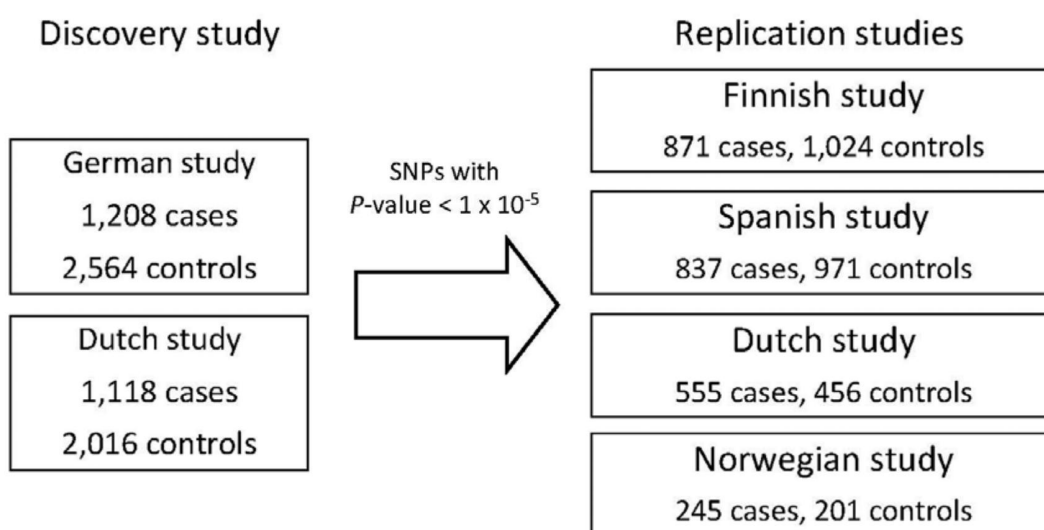 Discovery study
German study
1,208 cases
2,564 controls
Dutch study
1,118 cases
2,016 controls
SNPs with
P-value < 1 x 10⁻⁵
Replication studies
Finnish study
871 cases, 1,024 controls
Spanish study
837 cases, 971 controls
Dutch study
555 cases, 456 controls
Norwegian study
245 cases, 201 controls